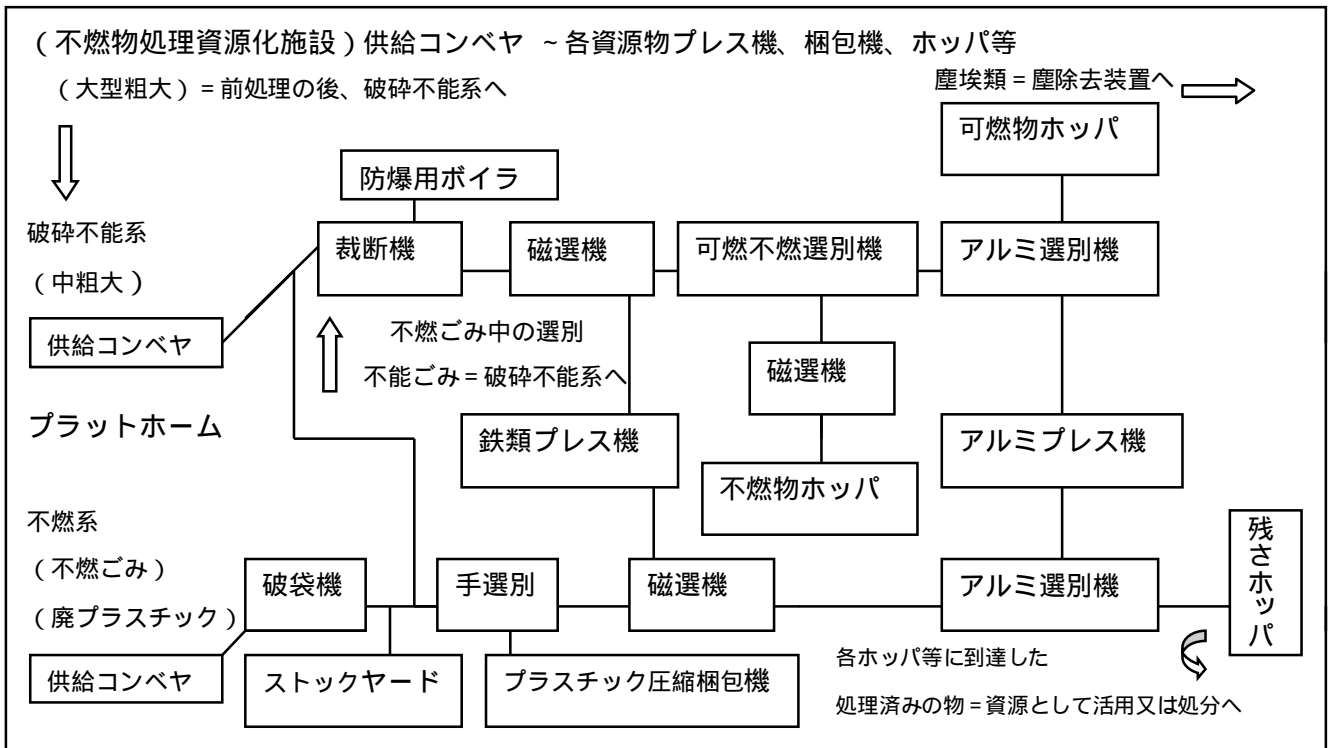 (不燃物処理資源化施設)供給コンベヤ ~各資源物プレス機、梱包機、ホッパ等
(大型粗大)=前処理の後、破砕不能系へ
塵埃類=塵除去装置へ
可燃物ホッパ
防爆用ボイラ
破砕不能系
(中粗大)
裁断機
磁選機
可燃不燃選別機
アルミ選別機
供給コンベヤ
不燃ごみ中の選別
不能ごみ=破砕不能系へ
磁選機
プラットホーム
鉄類プレス機
アルミプレス機
不燃物ホッパ
不燃系
(不燃ごみ)
(廃プラスチック)
破袋機
手選別
磁選機
アルミ選別機
残さホッパ
供給コンベヤ
ストックヤード
プラスチック圧縮梱包機
各ホッパ等に到達した
処理済みの物=資源として活用又は処分へ